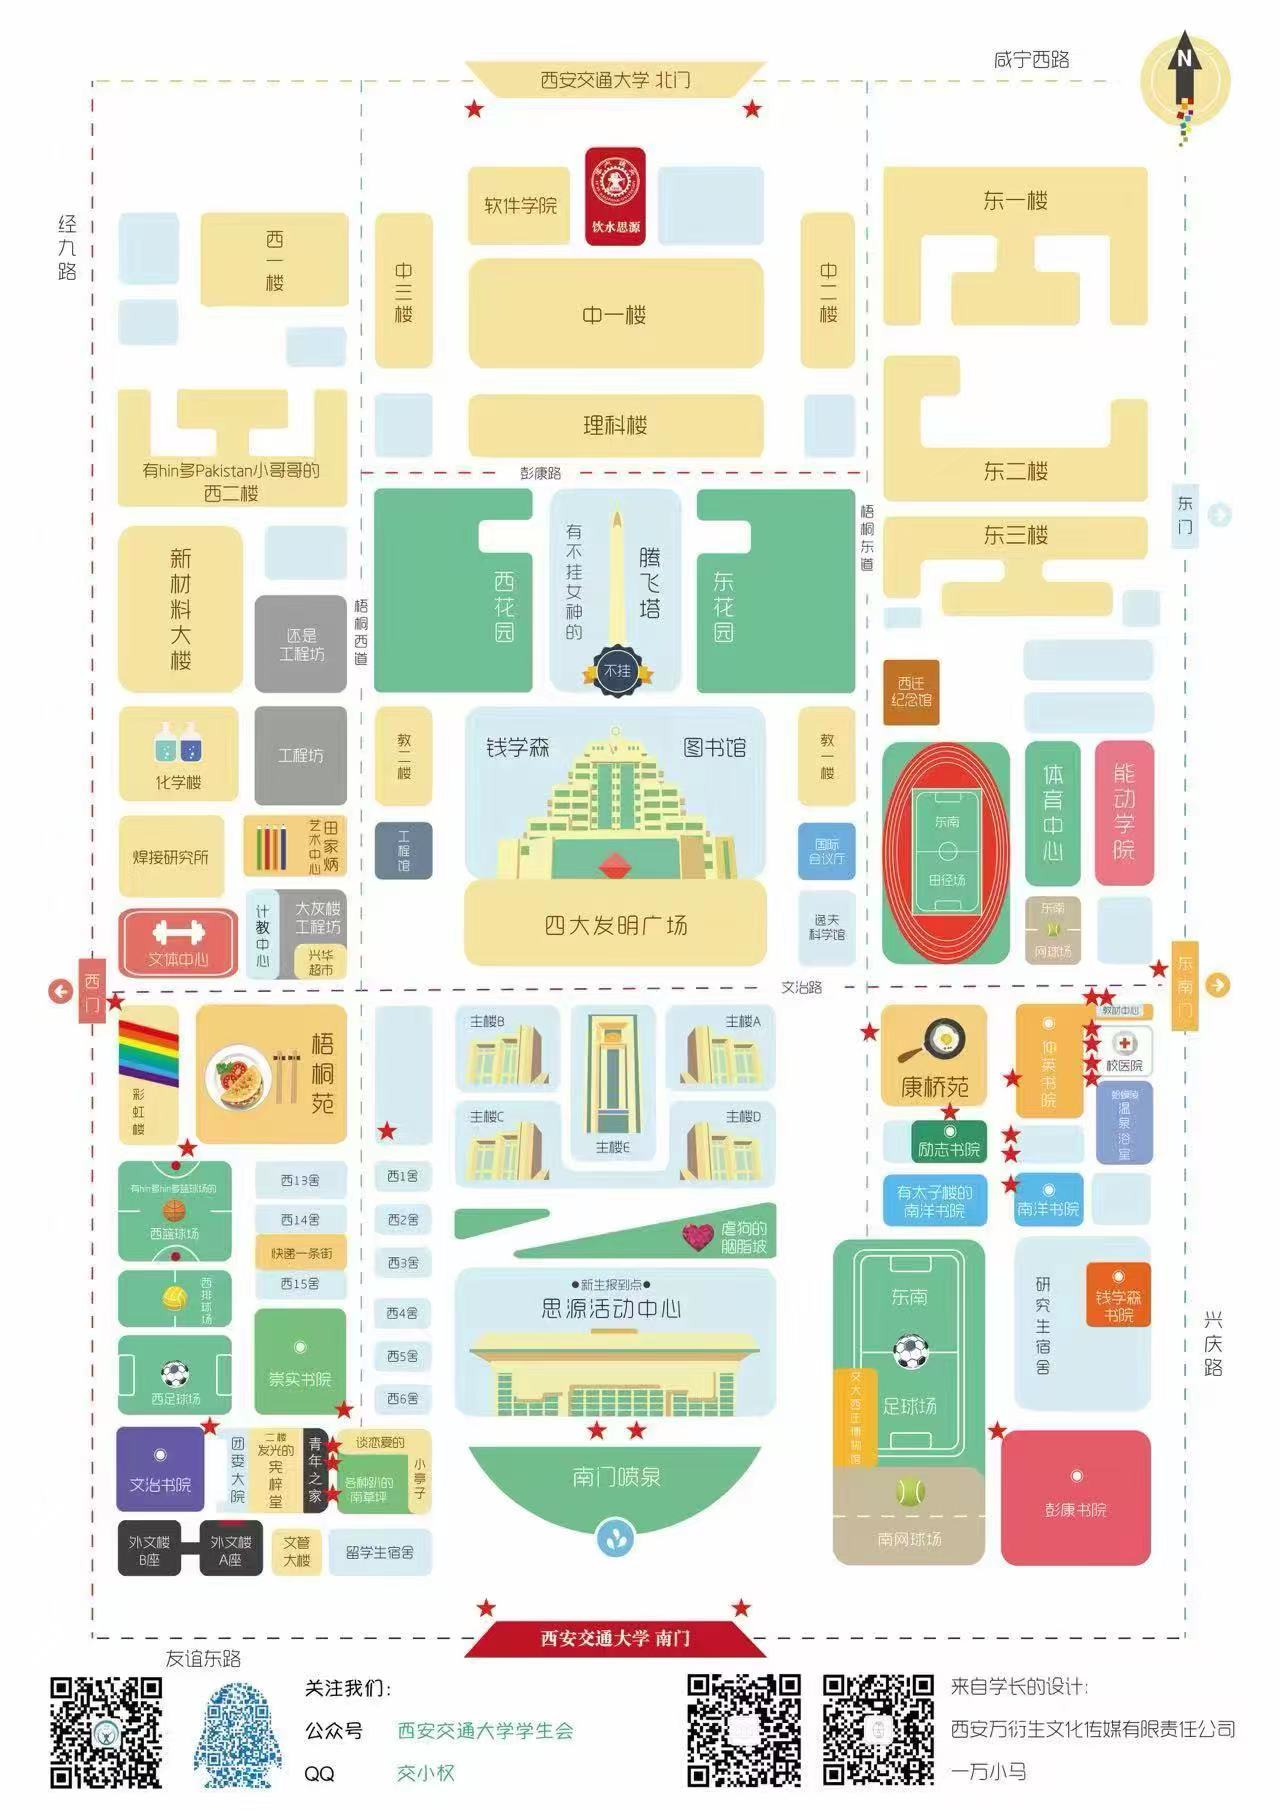 咸宁西路
西安交通大学 北门
N
经九路
软件学院
饮水思源
东一楼
西一楼
中三楼
中一楼
中二楼
理科楼
有hin多Pakistan小哥哥的
西二楼
东二楼
彭康路
东门
梧桐东道
东三楼
新材料大楼
有不挂女神的
腾飞塔
西花园
东花园
不挂
还是
工程坊
梧桐西道
西迁
纪念馆
化学楼
工程坊
教二楼
钱学森
图书馆
教一楼
体育中心
能动学院
东南
田径场
焊接研究所
田家炳
艺术中心
工程馆
国际
会议厅
四大发明广场
逸夫
科学馆
东南
网球场
计教中心
大灰楼
工程坊
兴华
超市
文体中心
西门
文治路
东南门
彩虹楼
梧桐苑
主楼B
主楼A
主楼C
主楼D
主楼E
康桥苑
仲英书院
教材中心
校医院
温泉浴室
励志书院
有太子楼的
南洋书院
南洋书院
有hin多hin多篮球场的
西篮球场
西13舍
西14舍
快递一条街
西15舍
西1舍
西2舍
西3舍
西4舍
西5舍
西6舍
虐狗的
胭脂坡
西排球场
新生报到点
思源活动中心
西足球场
崇实书院
东南
足球场
交大西迁博物馆
研究生宿舍
钱学森
书院
兴庆路
文治书院
团委大院
二楼
发光的
宪梓堂
青年之家
谈恋爱的
小亭子
各种趴的
南草坪
南门喷泉
南网球场
彭康书院
外文楼
B座
外文楼
A座
文管
大楼
留学生宿舍
西安交通大学 南门
友谊东路
关注我们:
公众号 西安交通大学学生会
QQ 交小权
来自学长的设计:
西安万衍生文化传媒有限责任公司
一万小马